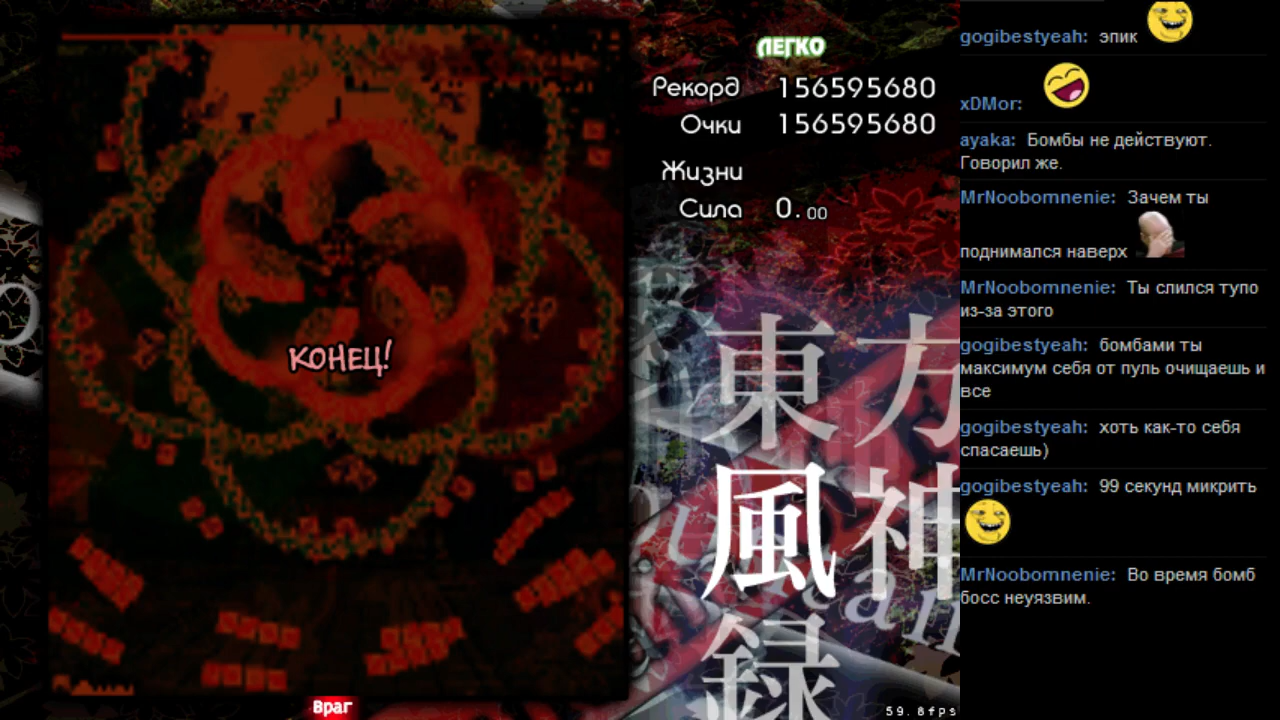 ЛЕГКО
Рекорд 156595680
Очки 156595680
Жизни
Сила 0.00
КОНЕЦ!
東方
風神
録
Враг
59.8fps
gogibestyeah: эпик
xDMor:
ayaka: Бомбы не действуют.
Говорил же.
MrNoobomnenie: Зачем ты
поднимался наверх
MrNoobomnenie: Ты слился тупо
из-за этого
gogibestyeah: бомбами ты
максимум себя от пуль очищаешь и
все
gogibestyeah: хоть как-то себя
спасаешь)
gogibestyeah: 99 секунд микрить
MrNoobomnenie: Во время бомб
босс неуязвим.